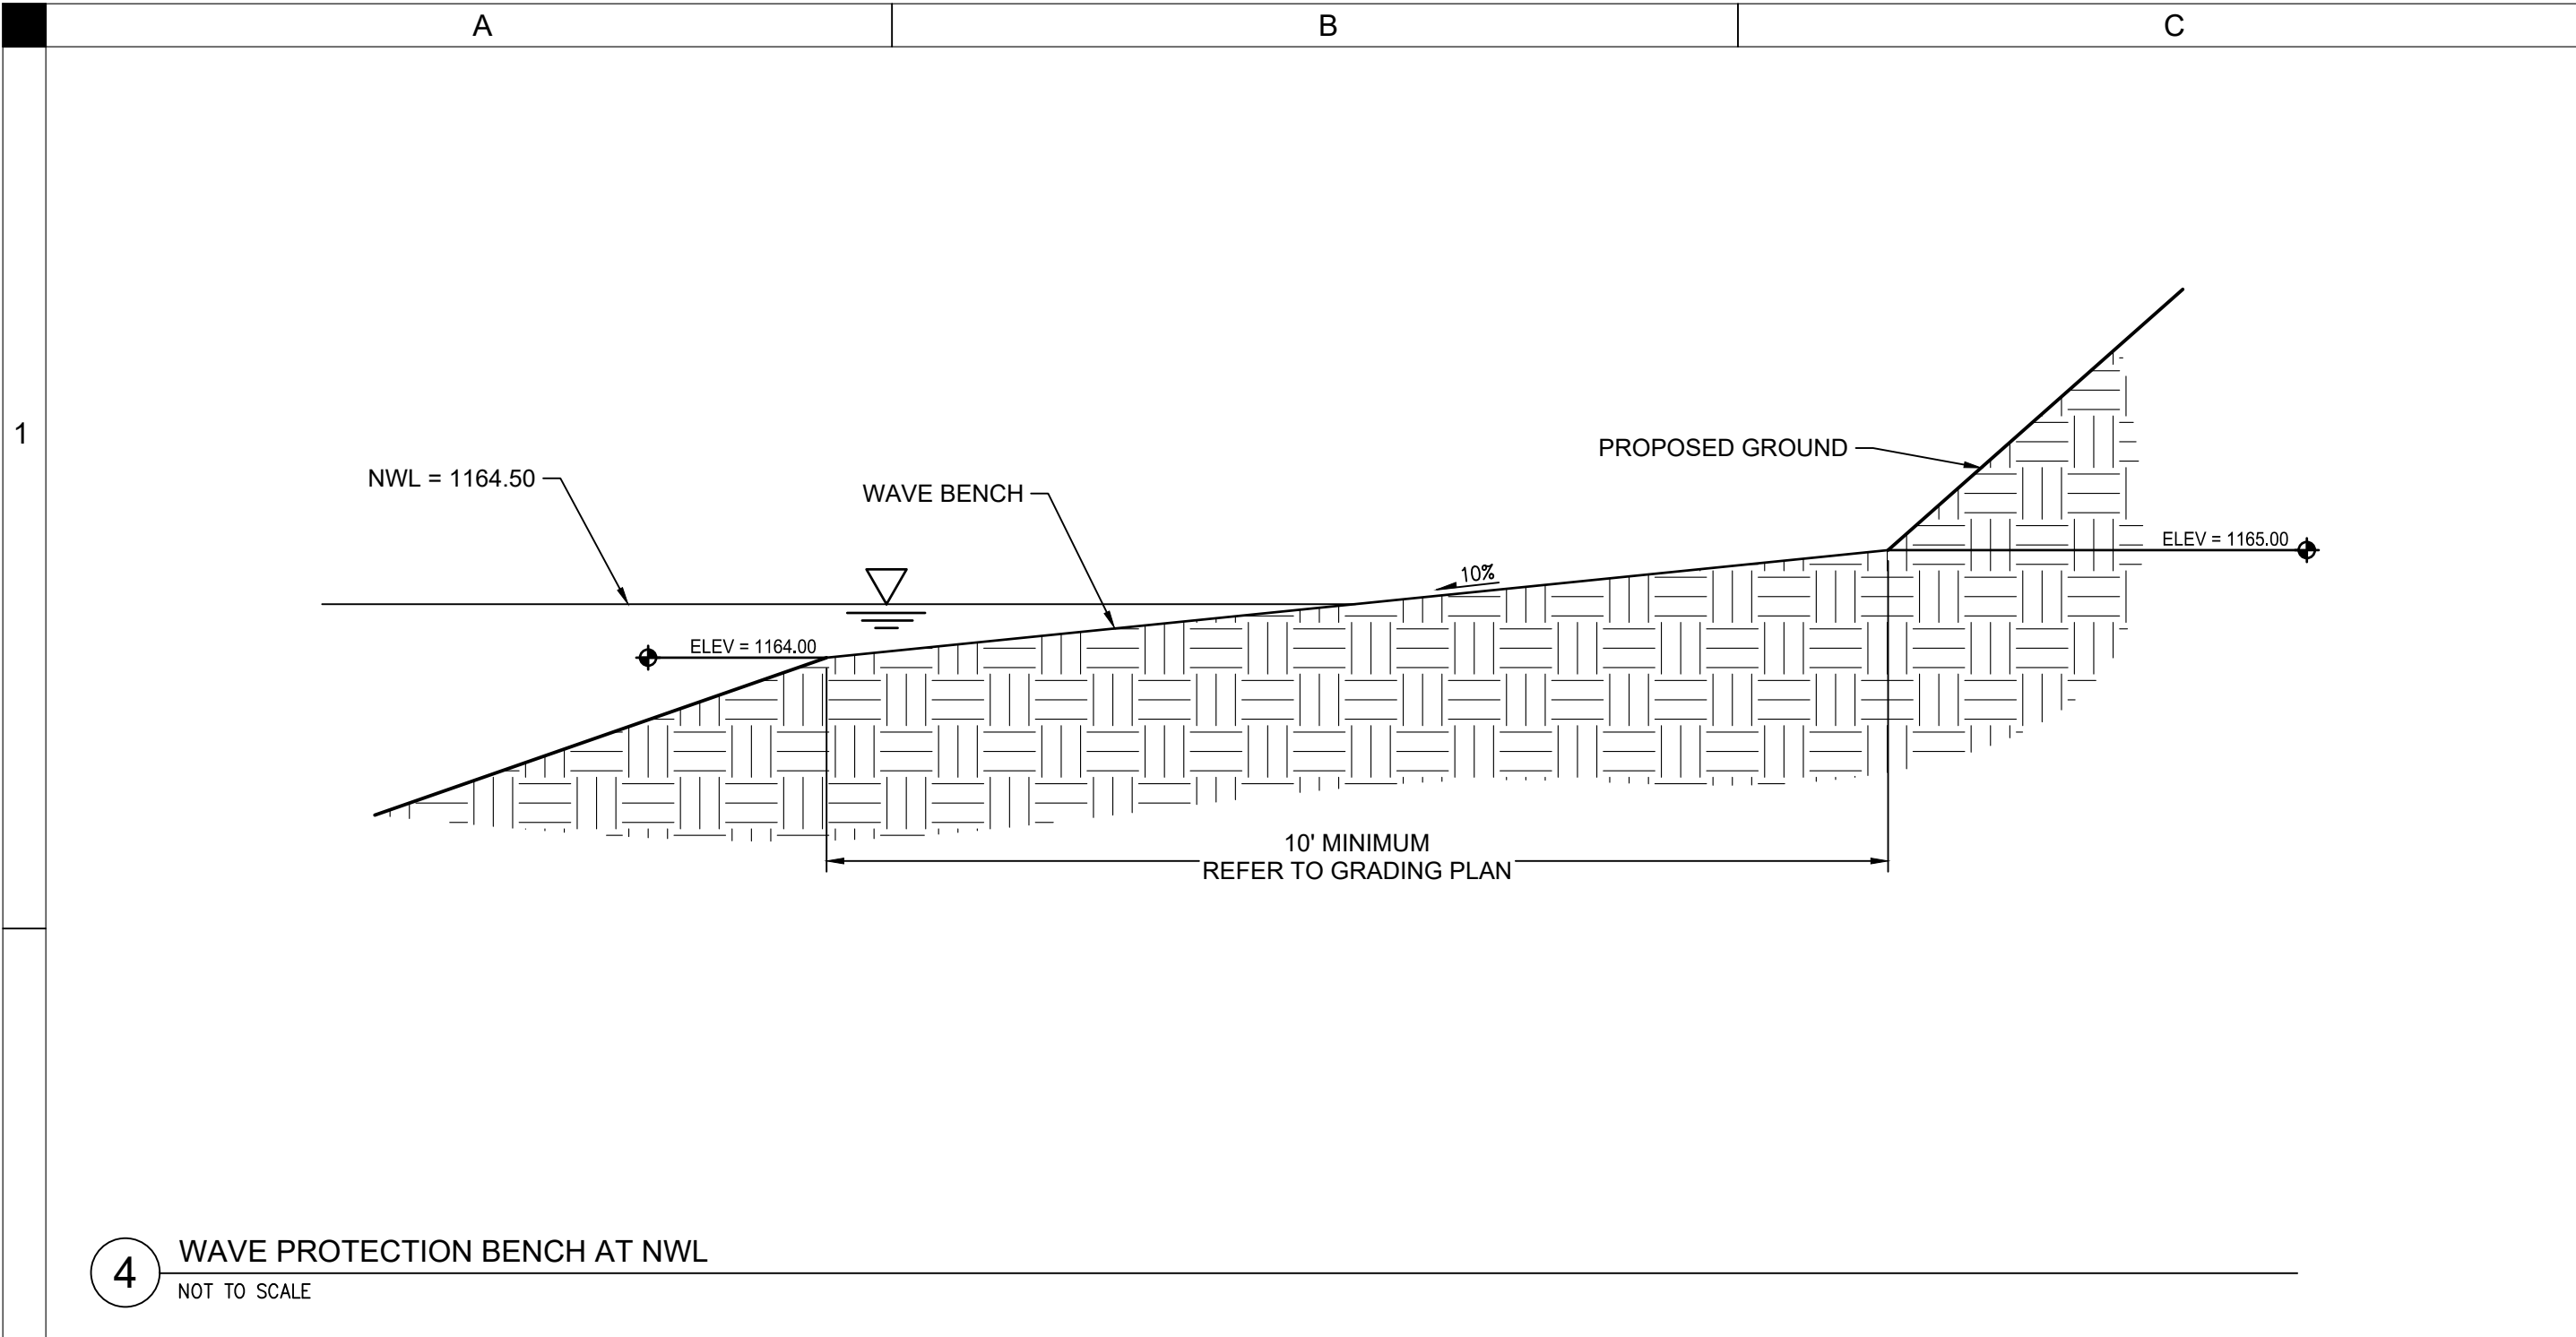 A
B
C
1
NWL = 1164.50
WAVE BENCH
PROPOSED GROUND
ELEV = 1165.00
10%
ELEV = 1164.00
10' MINIMUM
REFER TO GRADING PLAN
4
WAVE PROTECTION BENCH AT NWL
NOT TO SCALE